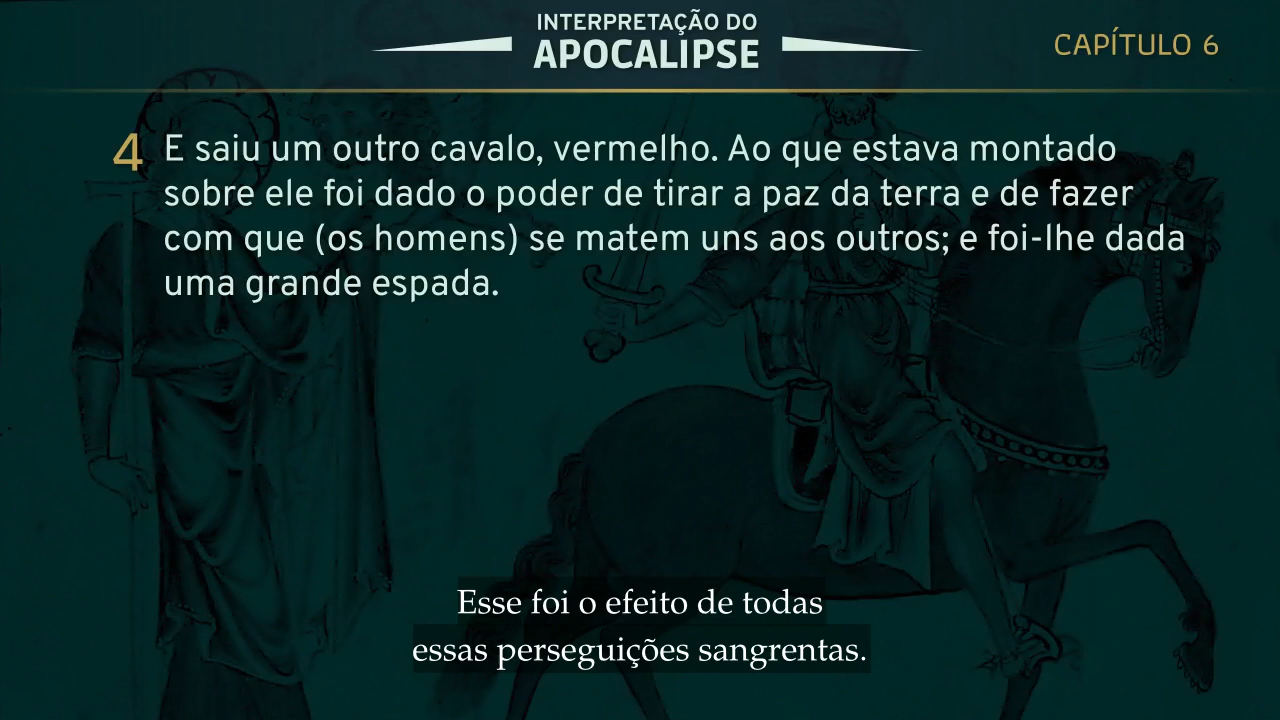 INTERPRETAÇÃO DO
APOCALIPSE
CAPÍTULO 6
4 E saiu um outro cavalo, vermelho. Ao que estava montado
sobre ele foi dado o poder de tirar a paz da terra e de fazer
com que (os homens) se matem uns aos outros; e foi-lhe dada
uma grande espada.
Esse foi o efeito de todas
essas perseguições sangrentas.